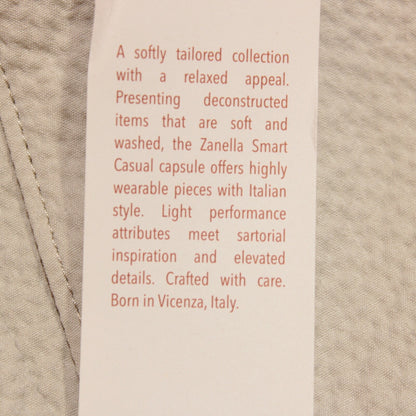 A softly tailored collection
with a relaxed appeal.
Presenting deconstructed
items that are soft and
washed, the Zanella Smart
Casual capsule offers highly
wearable pieces with Italian
style. Light performance
attributes meet sartorial
inspiration and elevated
details. Crafted with care.
Born in Vicenza, Italy.